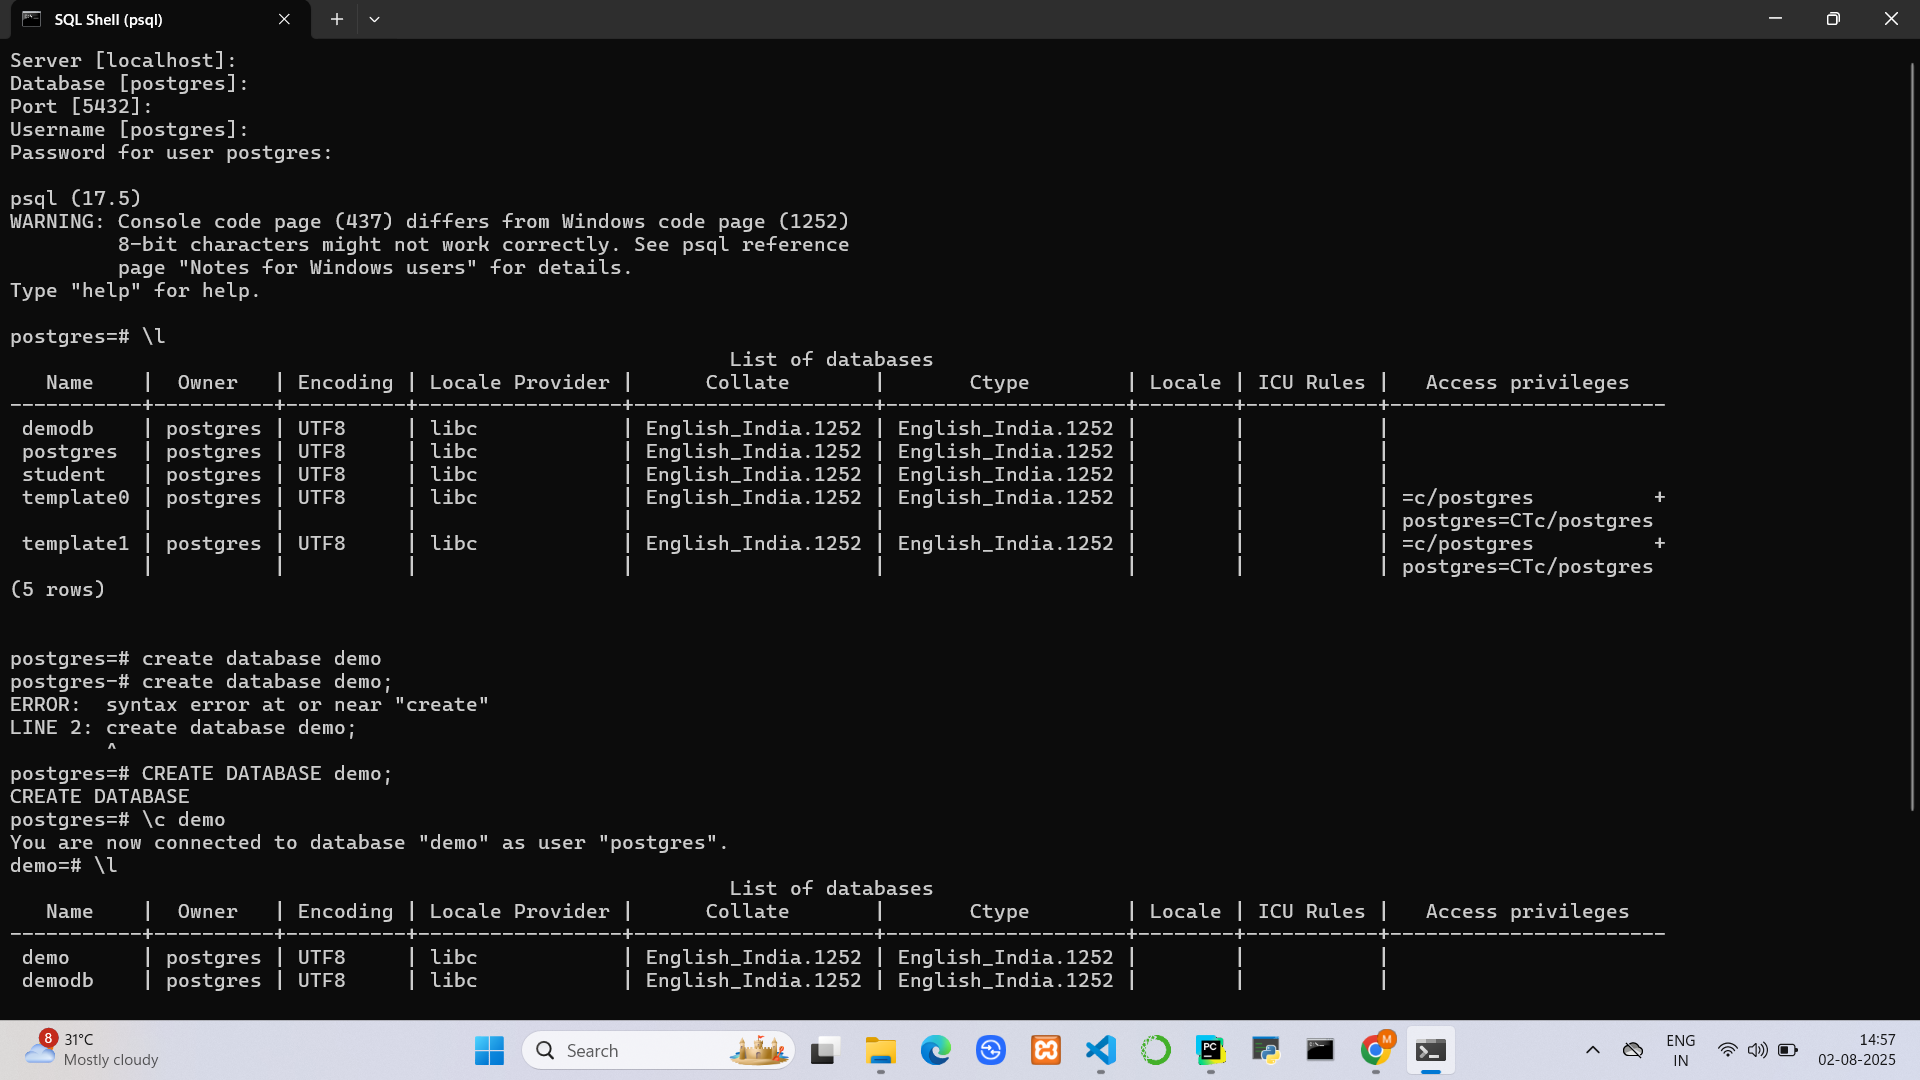 SQL Shell (psql)
Server [localhost]:
Database [postgres]:
Port [5432]:
Username [postgres]:
Password for user postgres:

psql (17.5)
WARNING: Console code page (437) differs from Windows code page (1252)
         8-bit characters might not work correctly. See psql reference
         page "Notes for Windows users" for details.
Type "help" for help.

postgres=# \l
                                                            List of databases
   Name    |  Owner   | Encoding | Locale Provider |      Collate       |       Ctype        | Locale | ICU Rules |   Access privileges
-----------+----------+----------+-----------------+--------------------+--------------------+--------+-----------+-----------------------
 demodb    | postgres | UTF8     | libc            | English_India.1252 | English_India.1252 |        |           |
 postgres  | postgres | UTF8     | libc            | English_India.1252 | English_India.1252 |        |           |
 student   | postgres | UTF8     | libc            | English_India.1252 | English_India.1252 |        |           |
 template0 | postgres | UTF8     | libc            | English_India.1252 | English_India.1252 |        |           | =c/postgres          +
           |          |          |                 |                    |                    |        |           | postgres=CTc/postgres
 template1 | postgres | UTF8     | libc            | English_India.1252 | English_India.1252 |        |           | =c/postgres          +
           |          |          |                 |                    |                    |        |           | postgres=CTc/postgres
(5 rows)

postgres=# create database demo
postgres-# create database demo;
ERROR:  syntax error at or near "create"
LINE 2: create database demo;
        ^
postgres=# CREATE DATABASE demo;
CREATE DATABASE
postgres=# \c demo
You are now connected to database "demo" as user "postgres".
demo=# \l
                                                            List of databases
   Name    |  Owner   | Encoding | Locale Provider |      Collate       |       Ctype        | Locale | ICU Rules |   Access privileges
-----------+----------+----------+-----------------+--------------------+--------------------+--------+-----------+-----------------------
 demo      | postgres | UTF8     | libc            | English_India.1252 | English_India.1252 |        |           |
 demodb    | postgres | UTF8     | libc            | English_India.1252 | English_India.1252 |        |           |
8
31°C
Mostly cloudy
Search
PC
M
ENG
IN
14:57
02-08-2025